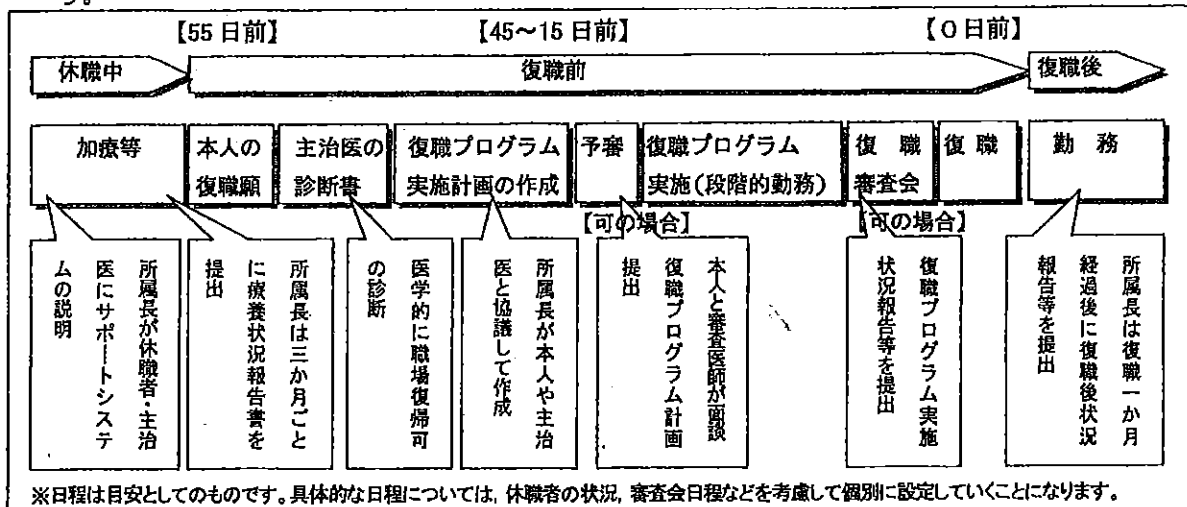 す。
【55日前】 【45~15日前】 【0日前】
休職中 復職前 復職後
加療等
本人の
復職願
主治医の
診断書
復職プログラム
実施計画の作成
予審
復職プログラム
実施(段階的勤務)
復職
審査会
復職
勤務
【可の場合】 【可の場合】
所属長が休職者・主治
医にサポートシステ
ムの説明
所属長は三か月ごと
に療養状況報告書を
提出
医学的に職場復帰可
の診断
所属長が本人や主治
医と協議して作成
本人と審査医師が面談
復職プログラム計画
提出
復職プログラム実施
状況報告等を提出
所属長は復職一か月
経過後に復職後状況
報告等を提出
※日程は目安としてのものです。具体的な日程については,休職者の状況,審査会日程などを考慮して個別に設定していくことになります。